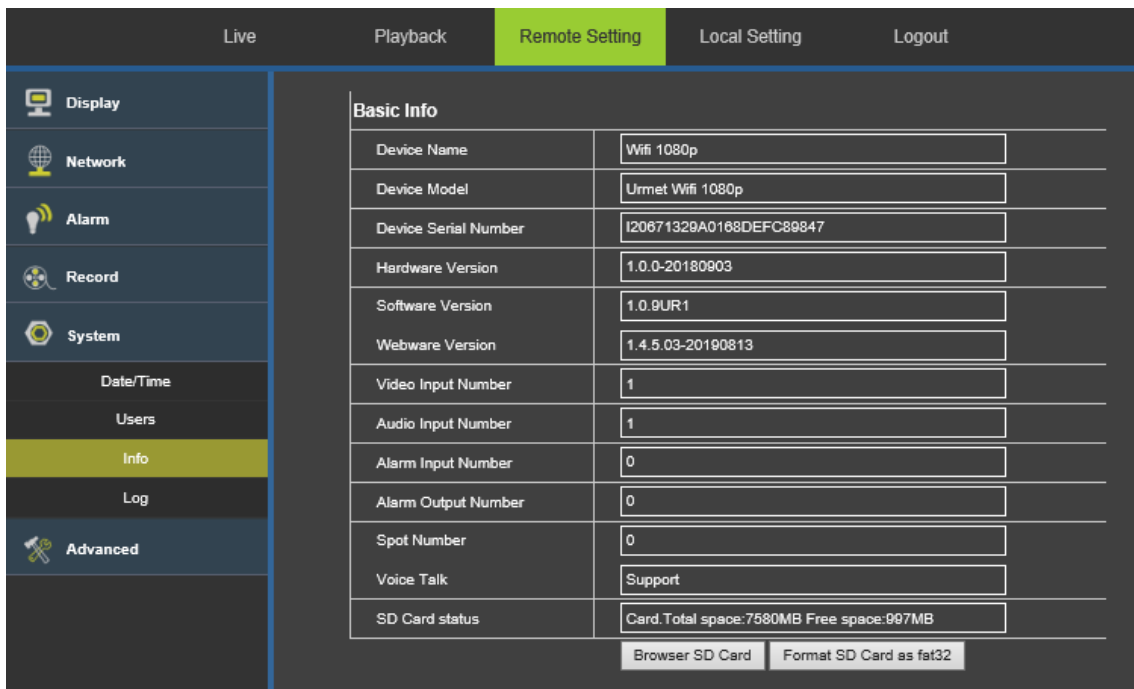 Live Playback Remote Setting Local Setting Logout
Display
Network
Alarm
Record
System
Date/Time
Users
Info
Log
Advanced
Basic Info
Device Name Wifi 1080p
Device Model Urmet Wifi 1080p
Device Serial Number I20671329A0168DEFC89847
Hardware Version 1.0.0-20180903
Software Version 1.0.9UR1
Webware Version 1.4.5.03-20190813
Video Input Number 1
Audio Input Number 1
Alarm Input Number 0
Alarm Output Number 0
Spot Number 0
Voice Talk Support
SD Card status Card.Total space:7580MB Free space:997MB
Browser SD Card Format SD Card as fat32